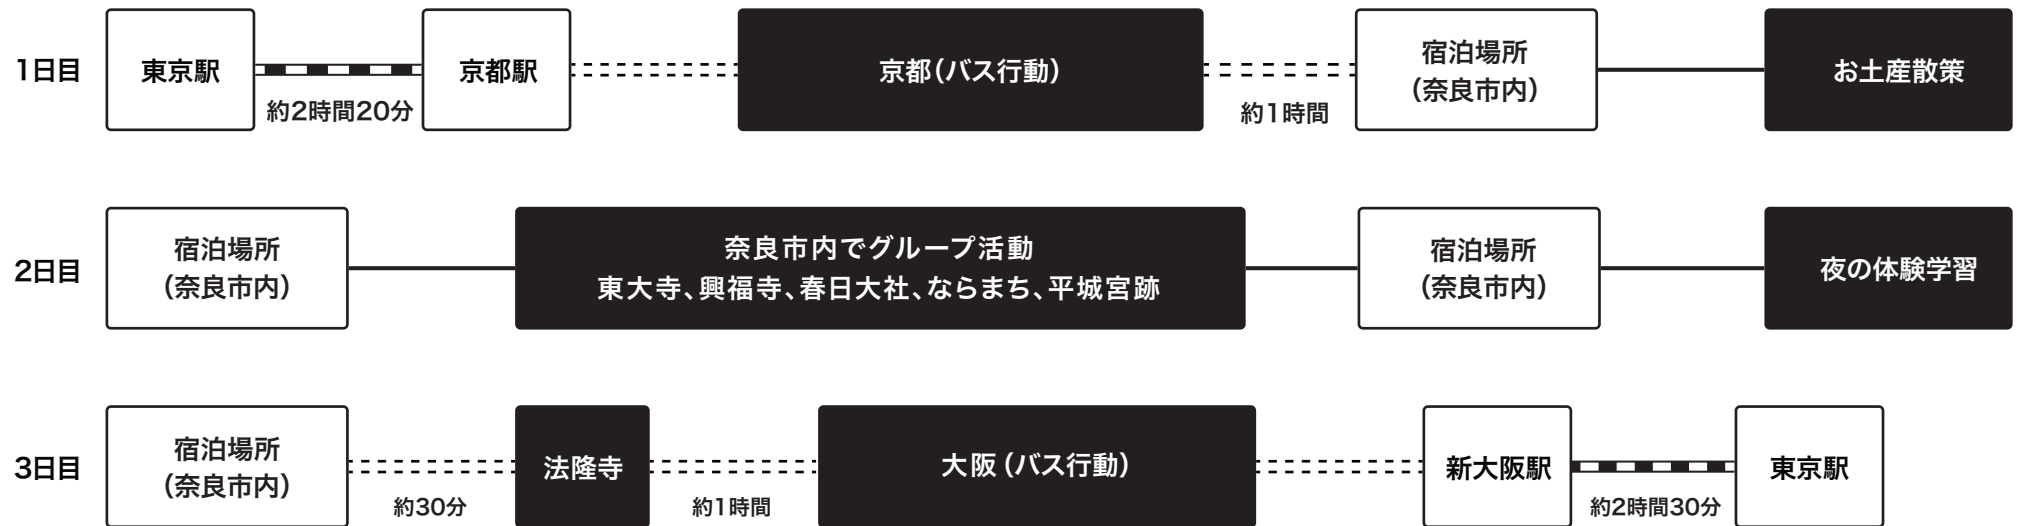 1日目
東京駅
約2時間20分
京都駅
京都(バス行動)
約1時間
宿泊場所
(奈良市内)
お土産散策
2日目
宿泊場所
(奈良市内)
奈良市内でグループ活動
東大寺、興福寺、春日大社、ならまち、平城宮跡
宿泊場所
(奈良市内)
夜の体験学習
3日目
宿泊場所
(奈良市内)
約30分
法隆寺
約1時間
大阪(バス行動)
新大阪駅
約2時間30分
東京駅